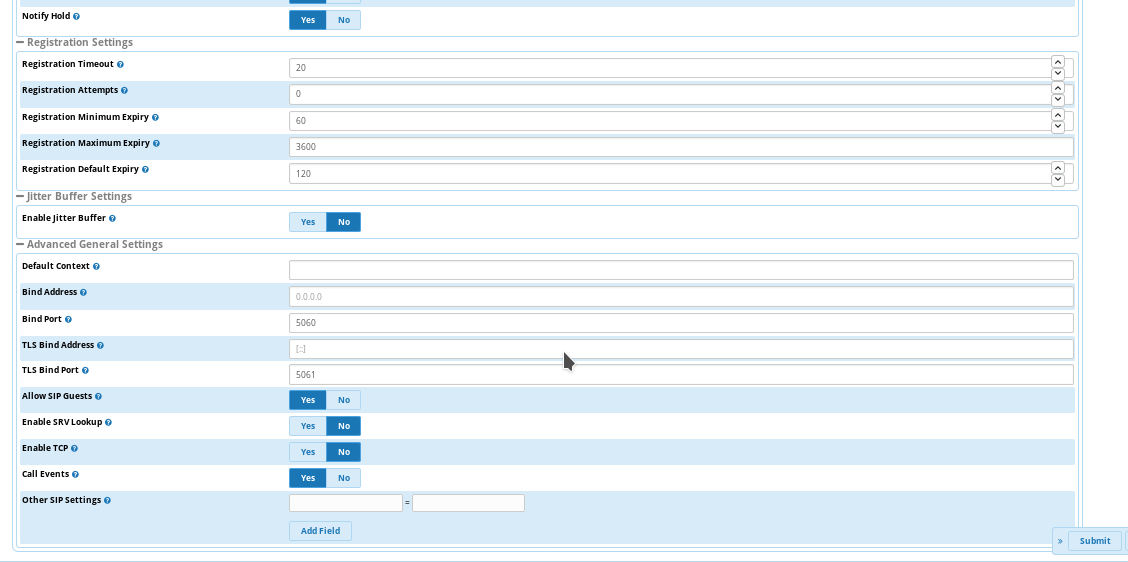 Notify Hold Yes No
Registration Settings
Registration Timeout 20
Registration Attempts 0
Registration Minimum Expiry 60
Registration Maximum Expiry 3600
Registration Default Expiry 120
Jitter Buffer Settings
Enable Jitter Buffer Yes No
Advanced General Settings
Default Context
Bind Address 0.0.0.0
Bind Port 5060
TLS Bind Address [::]
TLS Bind Port 5061
Allow SIP Guests Yes No
Enable SRV Lookup Yes No
Enable TCP Yes No
Call Events Yes No
Other SIP Settings =
Add Field
» Submit